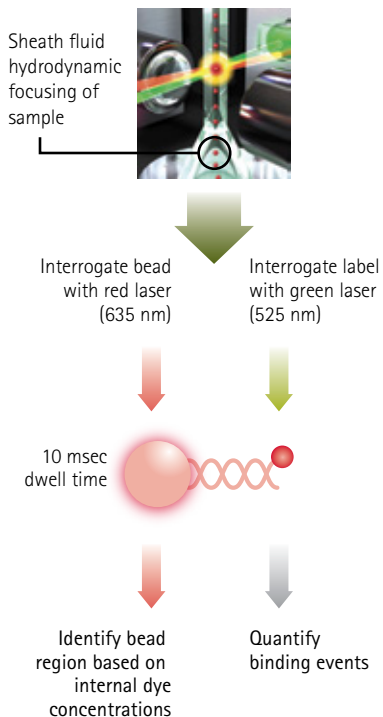 Sheath fluid
hydrodynamic
focusing of
sample
Interrogate bead
with red laser
(635 nm)
Interrogate label
with green laser
(525 nm)
10 msec
dwell time
Identify bead
region based on
internal dye
concentrations
Quantify
binding events